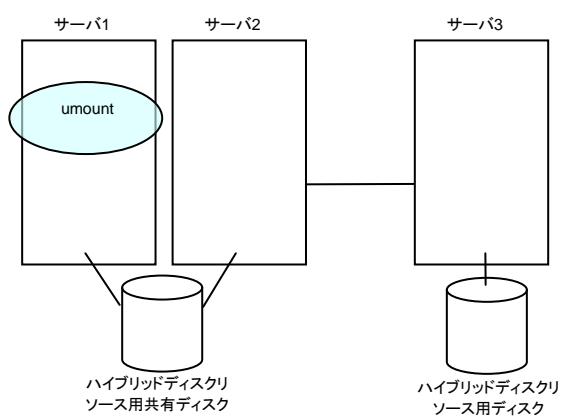 サーバ1
サーバ2
サーバ3
umount
ハイブリッドディスクリ
ソース用共有ディスク
ハイブリッドディスクリ
ソース用ディスク